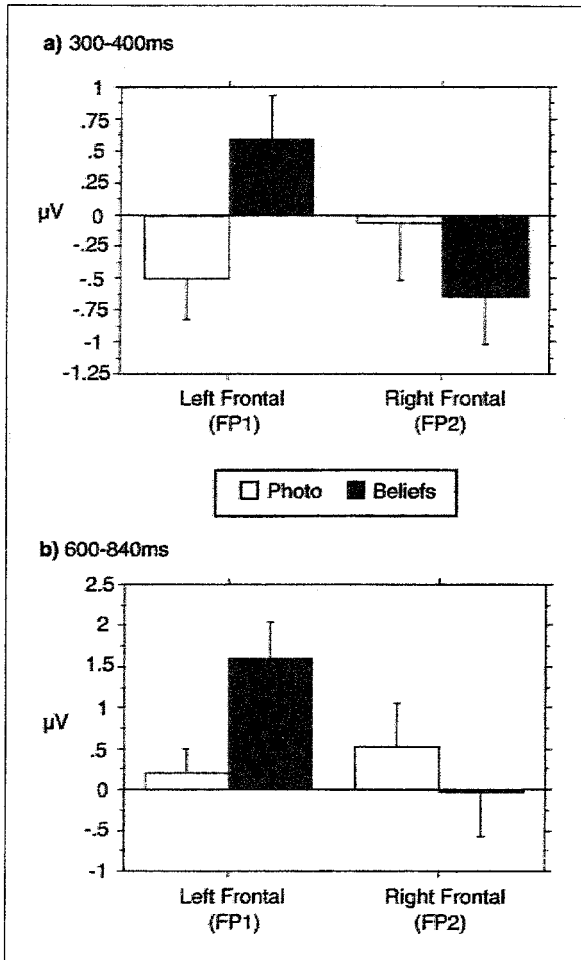 a) 300-400ms
1
.75
.5
.25
0
-.25
-.5
-.75
-1
-1.25
µV
Left Frontal
(FP1)
Right Frontal
(FP2)
Photo Beliefs
b) 600-840ms
2.5
2
1.5
1
.5
0
-.5
-1
µV
Left Frontal
(FP1)
Right Frontal
(FP2)